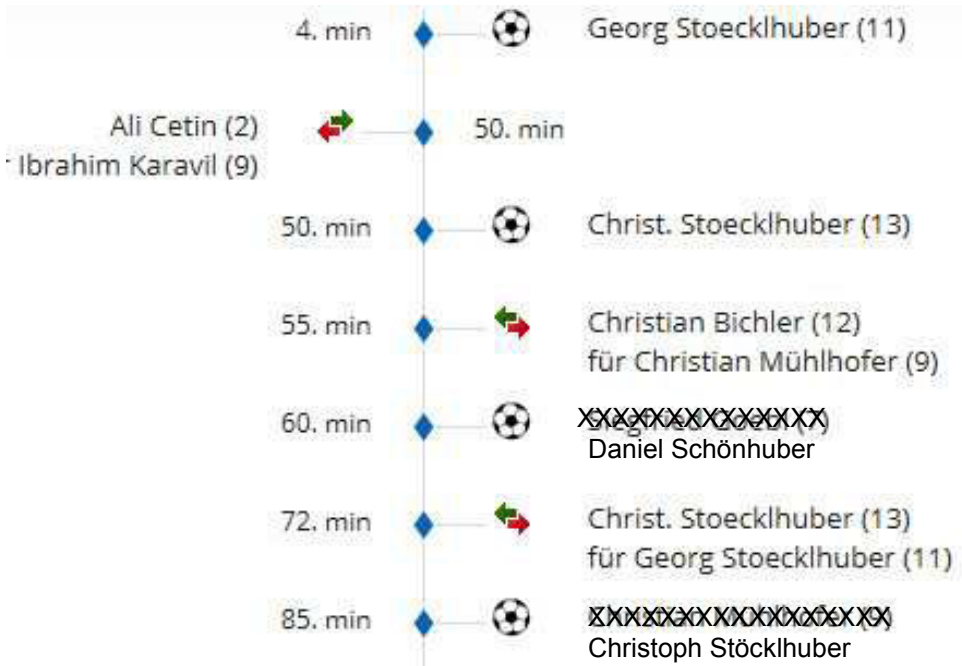 4. min Georg Stoecklhuber (11)
Ali Cetin (2) 50. min
Ibrahim Karavil (9)
50. min Christ. Stoecklhuber (13)
55. min Christian Bichler (12)
für Christian Mühlhofer (9)
60. min
Daniel Schönhuber
72. min Christ. Stoecklhuber (13)
für Georg Stoecklhuber (11)
85. min
Christoph Stöcklhuber